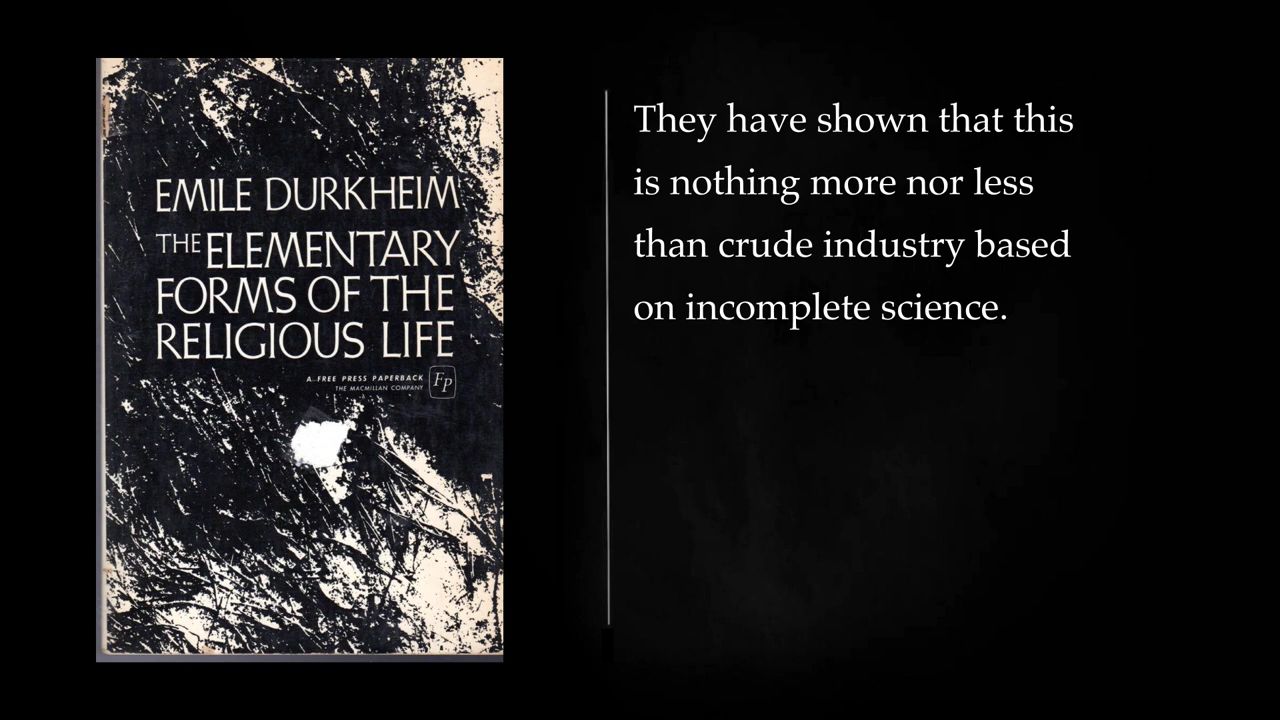 EMILE DURKHEIM
THE ELEMENTARY
FORMS OF THE
RELIGIOUS LIFE
A FREE PRESS PAPERBACK
THE MACMILLAN COMPANY
FP
They have shown that this
is nothing more nor less
than crude industry based
on incomplete science.